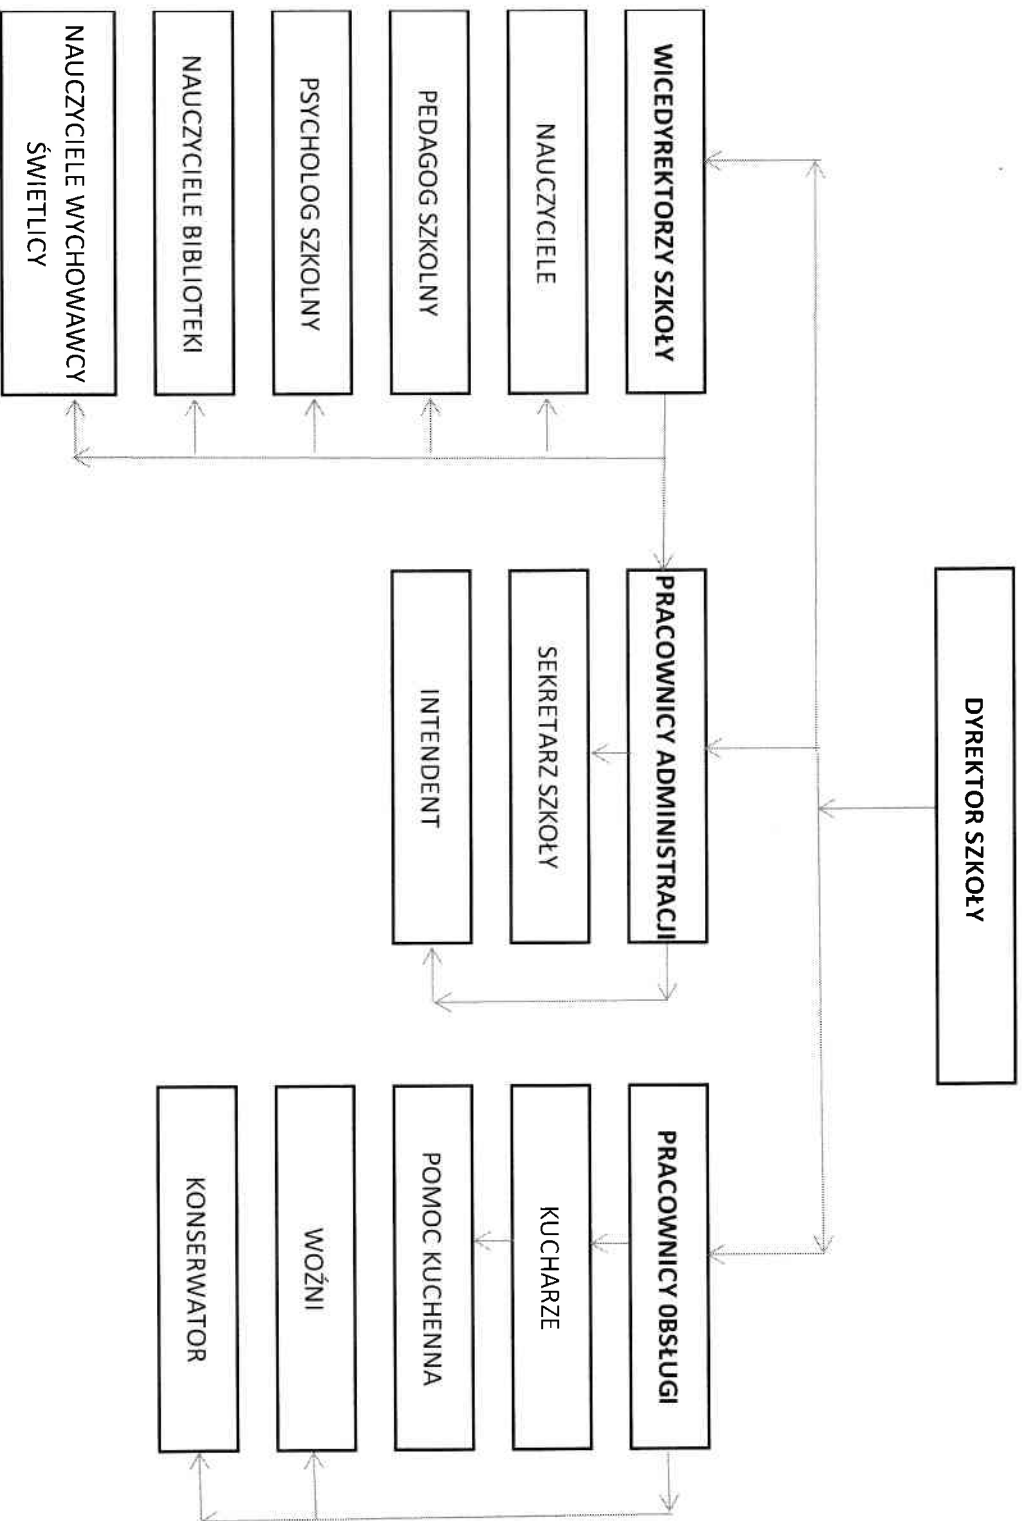 DYREKTOR SZKOŁY
WICEDYREKTORZY SZKOŁY
NAUCZYCIELE
PEDAGOG SZKOLNY
PSYCHOLOG SZKOLNY
NAUCZYCIELE BIBLIOTEKI
NAUCZYCIELE WYCHOWAWCY
ŚWIETLICY
PRACOWNICY ADMINISTRACJI
SEKRETARZ SZKOŁY
INTENDENT
PRACOWNICY 0BSŁUGI
KUCHARZE
POMOC KUCHENNA
WOŹNI
KONSERWATOR